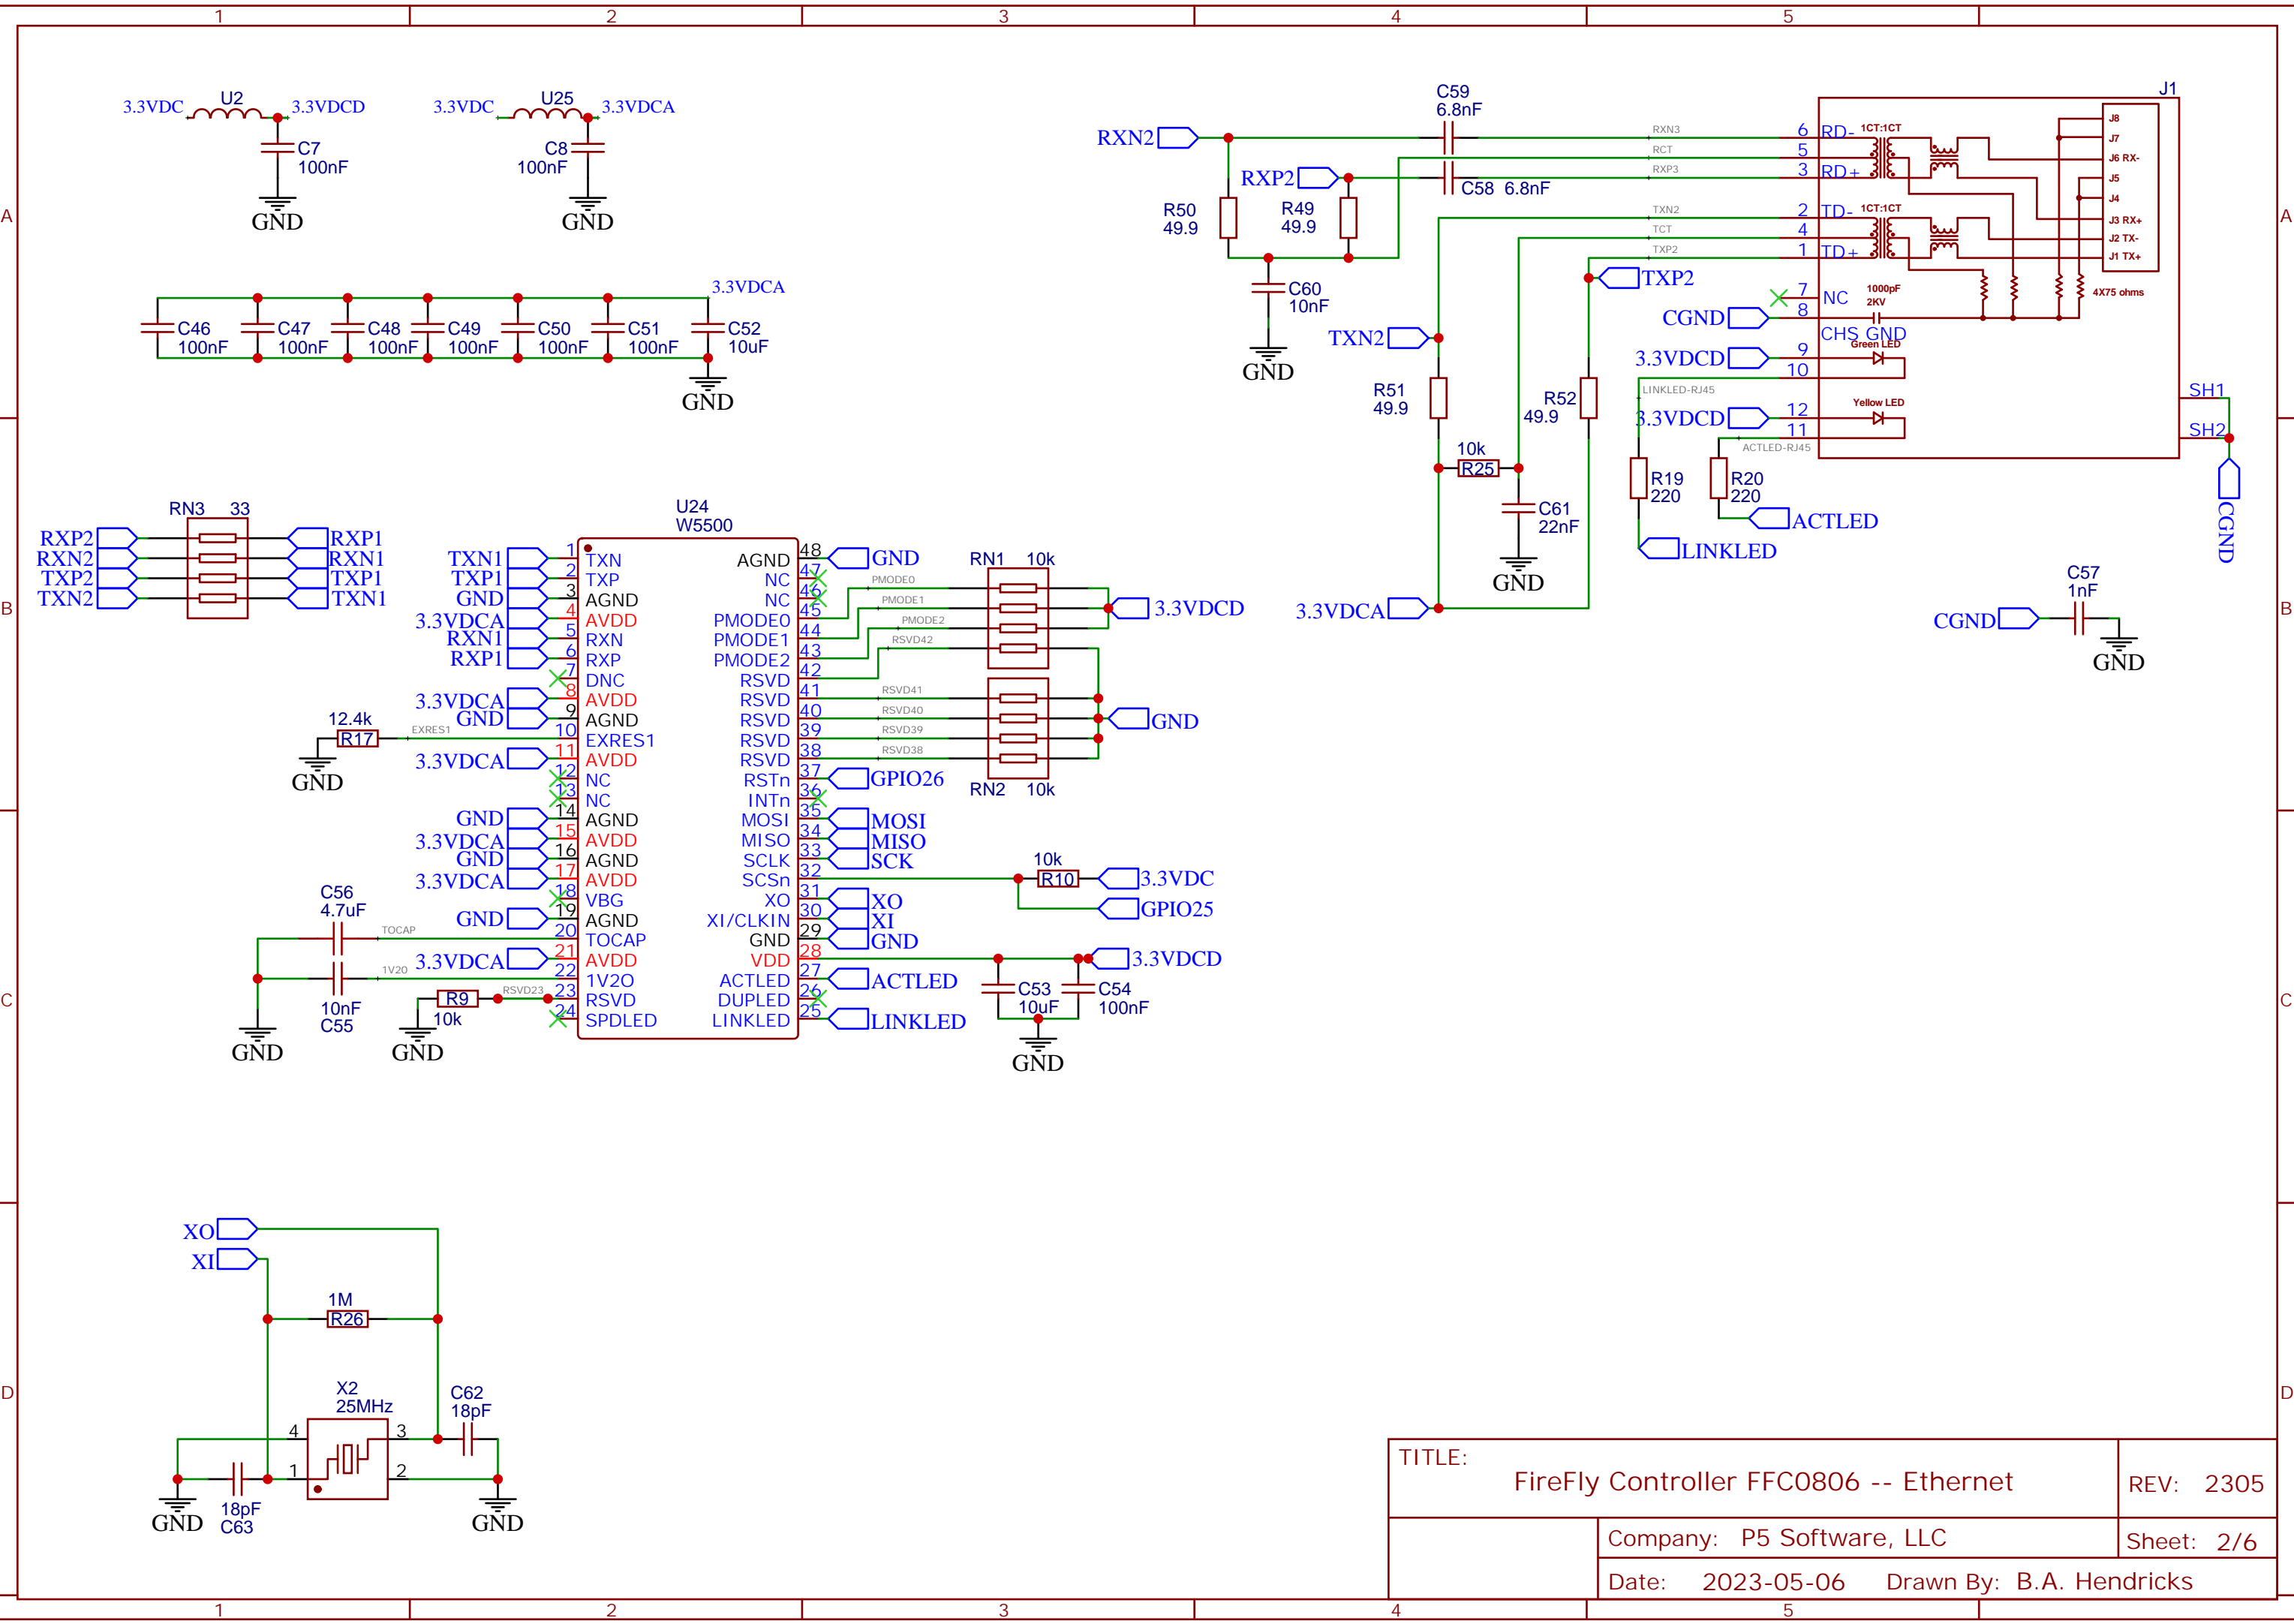 1 2 3 4 5
A
B
C
D
A
B
C
D
1 2 3 4 5
3.3VDC U2 3.3VDCD
C7
100nF
GND
3.3VDC U25 3.3VDCA
C8
100nF
GND
3.3VDCA
C46 C47 C48 C49 C50 C51 C52
100nF 100nF 100nF 100nF 100nF 100nF 10uF
GND
RN3 33
RXP2 RXP1
RXN2 RXN1
TXP2 TXP1
TXN2 TXN1
U24
W5500
TXN1 1 TXN
TXP1 2 TXP
GND 3 AGND
3.3VDCA 4 AVDD
RXN1 5 RXN
RXP1 6 RXP
7 DNC
3.3VDCA 8 AVDD
GND 9 AGND
12.4k
R17
GND
EXRES1 10 EXRES1
3.3VDCA 11 AVDD
12 NC
13 NC
GND 14 AGND
3.3VDCA 15 AVDD
GND 16 AGND
3.3VDCA 17 AVDD
18 VBG
GND 19 AGND
C56
4.7uF
TOCAP 20 TOCAP
3.3VDCA 21 AVDD
1V2O 22 1V2O
10nF
C55
GND
R9
10k
GND
RSVD23 23 RSVD
24 SPDLED
AGND 48 GND
NC 47
NC 46
PMODE0 45 PMODE0
PMODE1 44 PMODE1
PMODE2 43 PMODE2
RSVD 42 RSVD42
RN1 10k
3.3VDCD
RSVD 41 RSVD41
RSVD 40 RSVD40
RSVD 39 RSVD39
RSVD 38 RSVD38
GND
RN2 10k
RSTn 37 GPIO26
INTn 36
MOSI 35 MOSI
MISO 34 MISO
SCLK 33 SCK
SCSn 32
10k
R10
3.3VDC
GPIO25
XO 31 XO
XI/CLKIN 30 XI
GND 29 GND
VDD 28 3.3VDCD
C53 C54
10uF 100nF
GND
ACTLED 27 ACTLED
DUPLED 26
LINKLED 25 LINKLED
RXN2
C59
6.8nF
RXN3
RCT
RXP3
RXP2
C58 6.8nF
R50
49.9
R49
49.9
C60
10nF
GND
TXN2
TCT
TXP2
TXP2
TXN2
R51
49.9
R52
49.9
10k
R25
C61
22nF
GND
3.3VDCA
J1
6 RD- 1CT:1CT
5
3 RD+
2 TD- 1CT:1CT
4
1 TD+
7 NC
1000pF
2KV
8
CHS GND
CGND
J8
J7
J6 RX-
J5
J4
J3 RX+
J2 TX-
J1 TX+
4X75 ohms
3.3VDCD 9 Green LED
10
LINKLED-RJ45
3.3VDCD 12 Yellow LED
11
ACTLED-RJ45
SH1
SH2
CGND
R19
220
R20
220
ACTLED
LINKLED
C57
1nF
CGND
GND
XO
XI
1M
R26
X2
25MHz
C62
18pF
4 3
1 2
18pF
C63
GND
GND
TITLE:
FireFly Controller FFC0806 -- Ethernet
REV: 2305
Company: P5 Software, LLC
Sheet: 2/6
Date: 2023-05-06 Drawn By: B.A. Hendricks